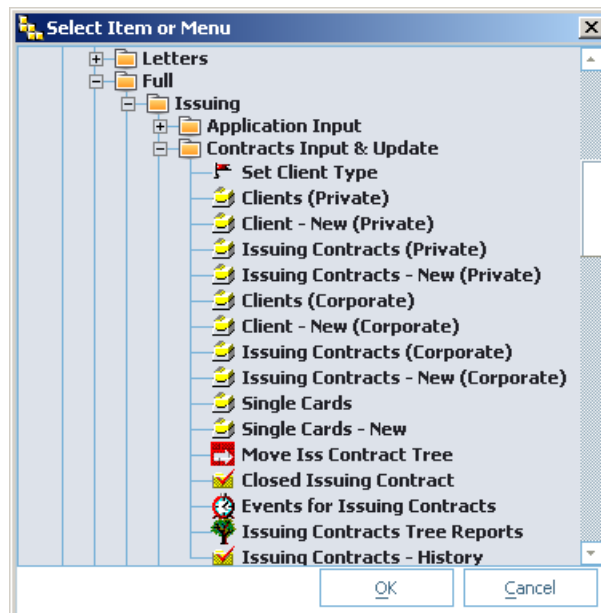 Select Item or Menu
Letters
Full
Issuing
Application Input
Contracts Input & Update
Set Client Type
Clients (Private)
Client - New (Private)
Issuing Contracts (Private)
Issuing Contracts - New (Private)
Clients (Corporate)
Client - New (Corporate)
Issuing Contracts (Corporate)
Issuing Contracts - New (Corporate)
Single Cards
Single Cards - New
Move Iss Contract Tree
Closed Issuing Contract
Events for Issuing Contracts
Issuing Contracts Tree Reports
Issuing Contracts - History
OK Cancel